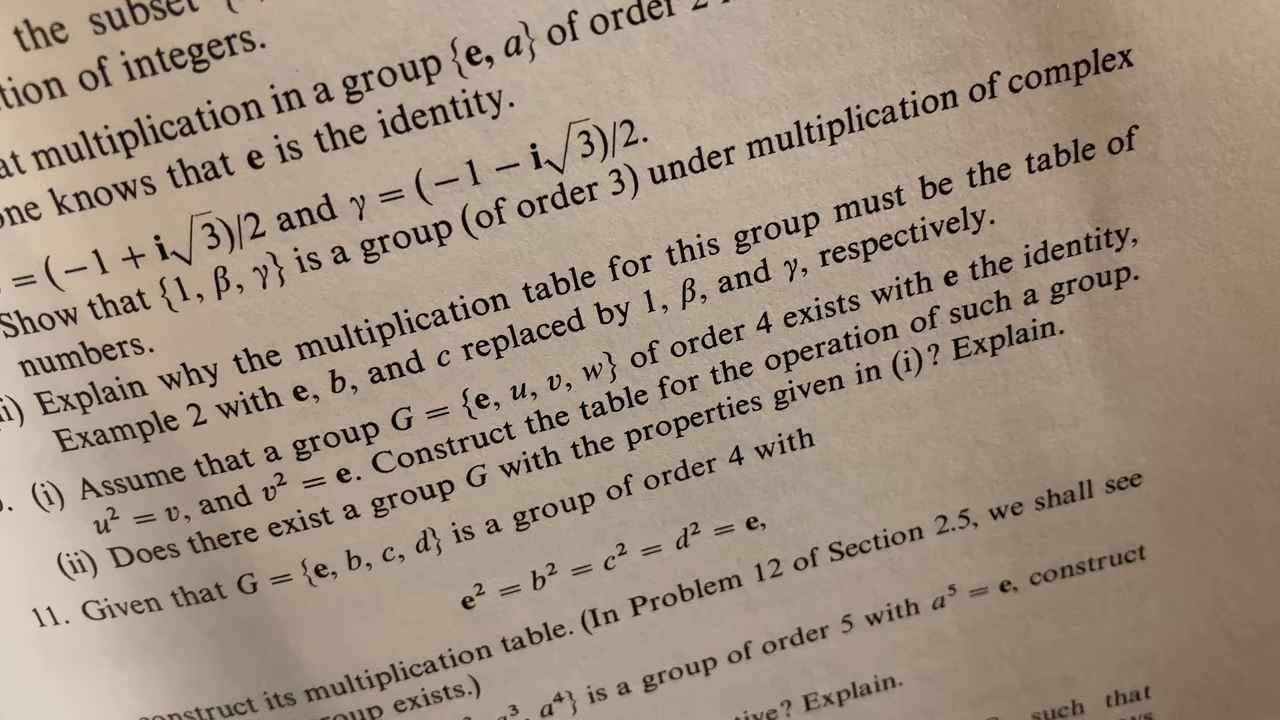 the subset
tion of integers.
at multiplication in a group {e, a} of order 2
one knows that e is the identity.
= (−1 + i√3)/2 and γ = (−1 − i√3)/2.
Show that {1, β, γ} is a group (of order 3) under multiplication of complex
numbers.
i) Explain why the multiplication table for this group must be the table of
Example 2 with e, b, and c replaced by 1, β, and γ, respectively.
. (i) Assume that a group G = {e, u, v, w} of order 4 exists with e the identity,
u² = v, and v² = e. Construct the table for the operation of such a group.
(ii) Does there exist a group G with the properties given in (i)? Explain.
11. Given that G = {e, b, c, d} is a group of order 4 with
e² = b² = c² = d² = e,
construct its multiplication table. (In Problem 12 of Section 2.5, we shall see
oup exists.)
³, a⁴} is a group of order 5 with a⁵ = e, construct
tive? Explain.
such that